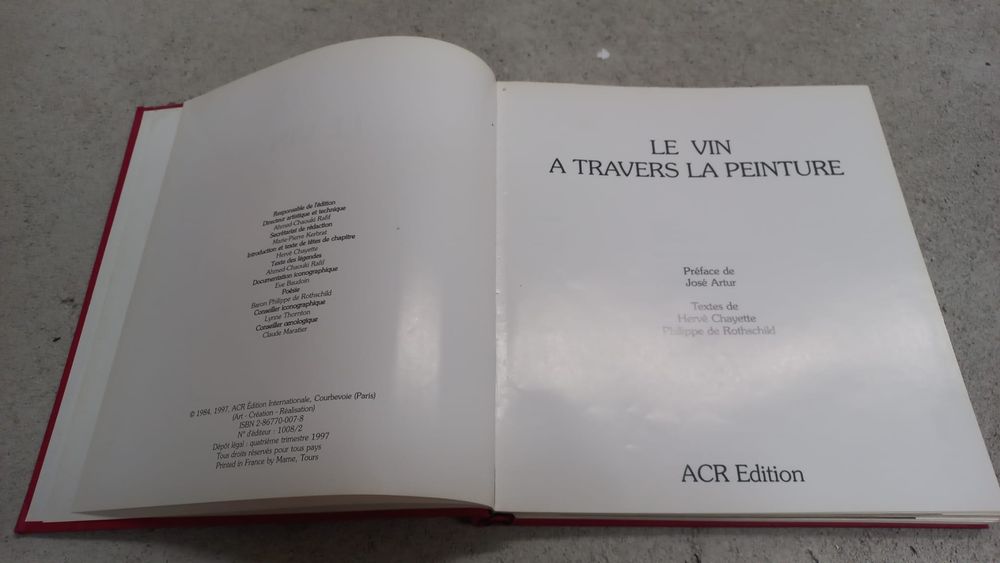 Responsable de l'édition
Directeur artistique et technique
Ahmed-Chaouki Rafif
Secrétariat de rédaction
Marie-Pierre Kerbrat
Introduction et texte de têtes de chapitre
Hervé Chayette
Texte des légendes
Ahmed-Chaouki Rafif
Documentation iconographique
Eve Baudoin
Poésie
Baron Philippe de Rothschild
Conseiller iconographique
Lynne Thornton
Conseiller œnologique
Claude Maratier
© 1984, 1997, ACR Édition Internationale, Courbevoie (Paris)
(Art - Création - Réalisation)
ISBN 2-86770-007-8
N° d'éditeur : 1008/2
Dépôt légal : quatrième trimestre 1997
Tous droits réservés pour tous pays
Printed in France by Mame, Tours
LE VIN
A TRAVERS LA PEINTURE
Préface de
José Artur
Textes de
Hervé Chayette
Philippe de Rothschild
ACR Edition